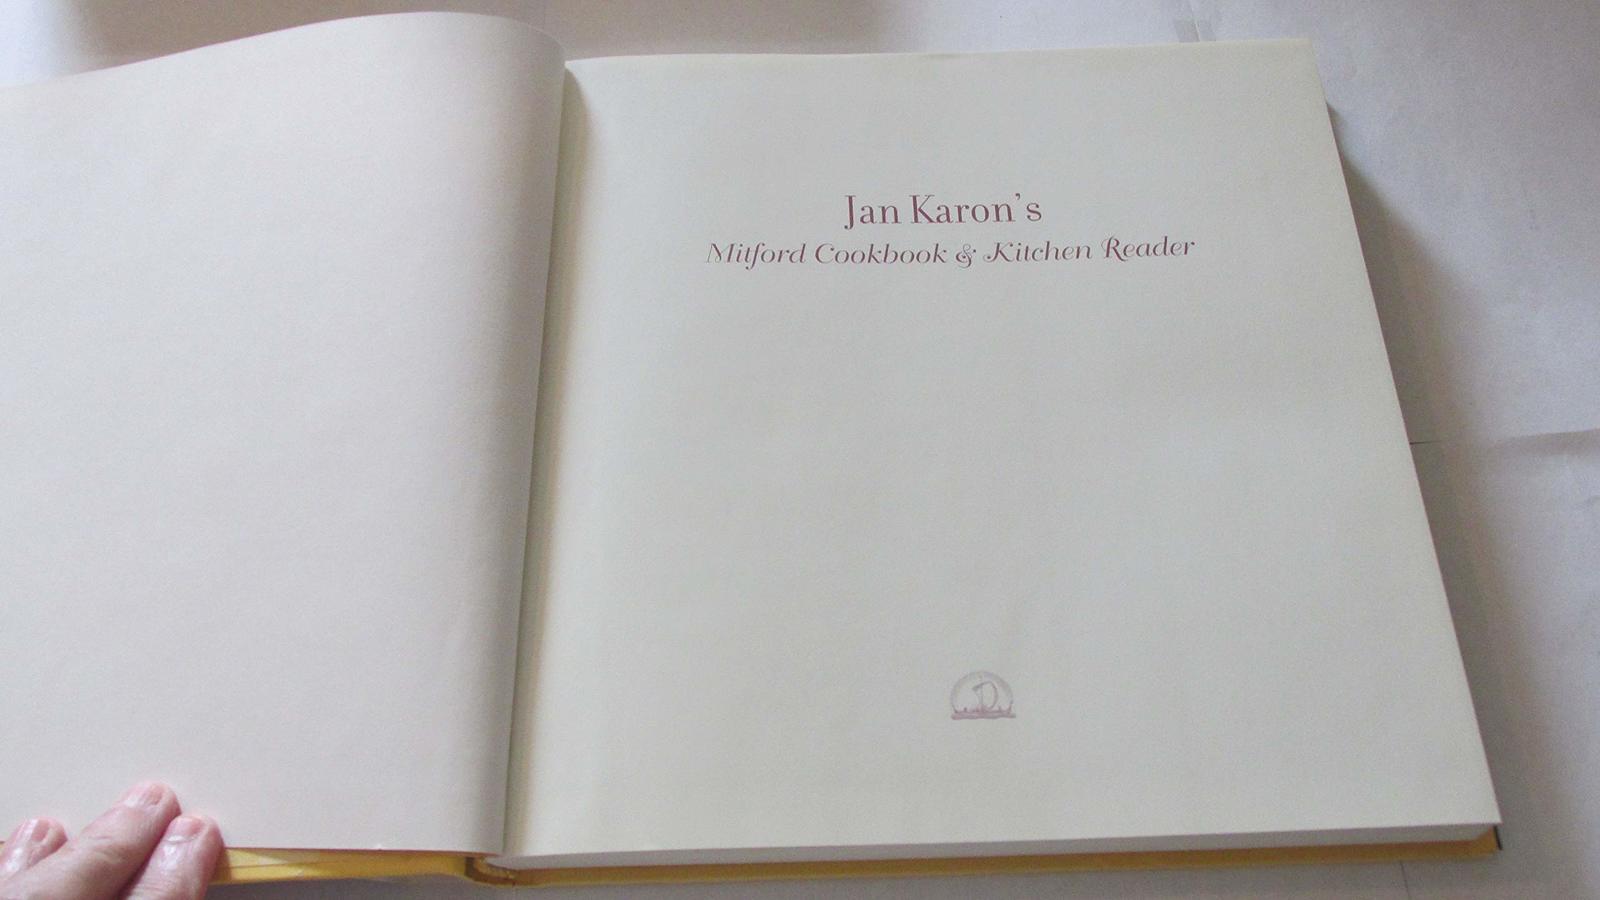 Jan Karon’s
Mitford Cookbook & Kitchen Reader